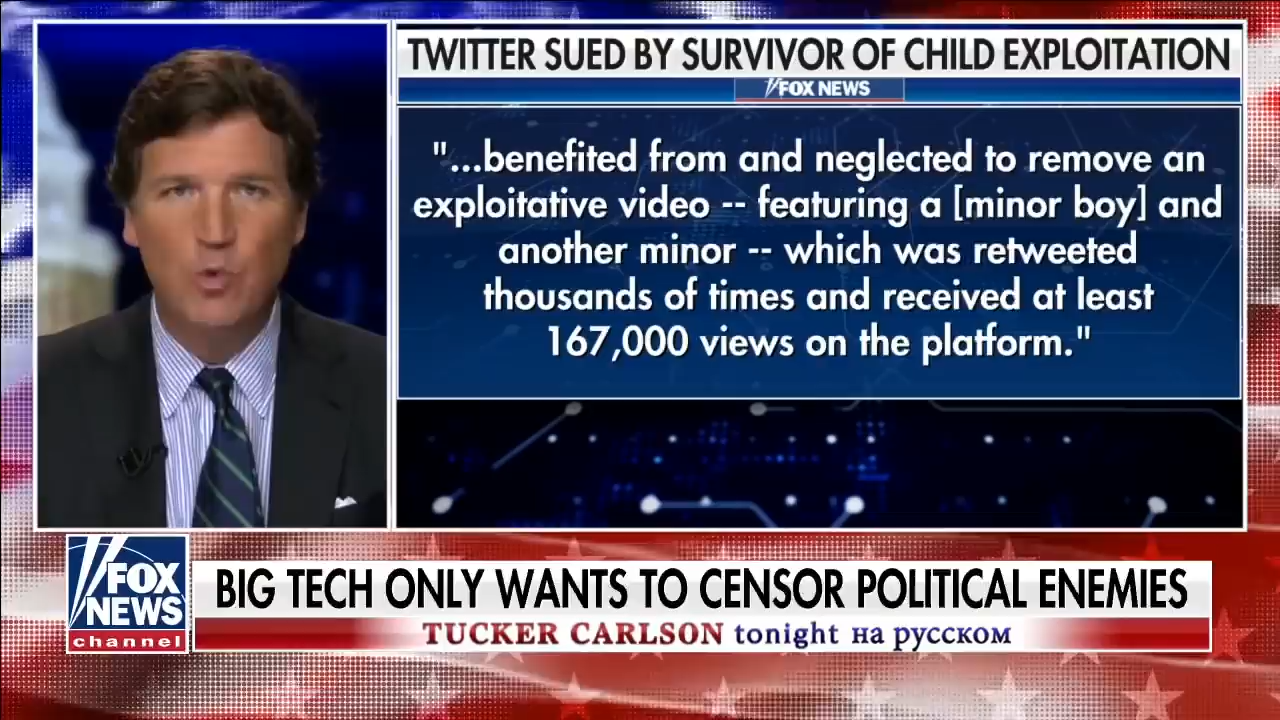 TWITTER SUED BY SURVIVOR OF CHILD EXPLOITATION
FOX NEWS
"...benefited from and neglected to remove an
exploitative video -- featuring a [minor boy] and
another minor -- which was retweeted
thousands of times and received at least
167,000 views on the platform."
FOX
NEWS
channel
BIG TECH ONLY WANTS TO CENSOR POLITICAL ENEMIES
TUCKER CARLSON tonight на русском